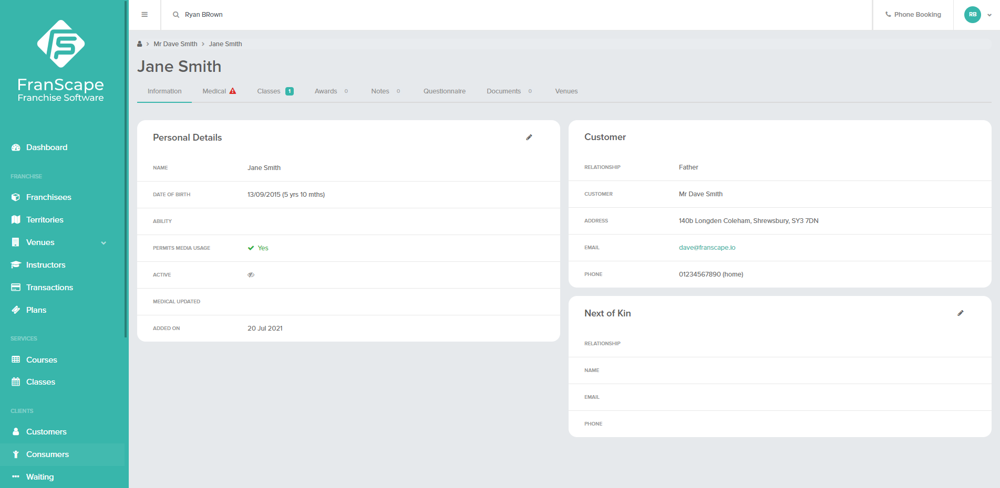 FranScape
Franchise Software
Dashboard
FRANCHISE
Franchisees
Territories
Venues
Instructors
Transactions
Plans
SERVICES
Courses
Classes
CLIENTS
Customers
Consumers
Waiting
Ryan BRown
Phone Booking
RB
Mr Dave Smith
Jane Smith
Jane Smith
Information
Medical
Classes 1
Awards 0
Notes 0
Questionnaire
Documents 0
Venues
Personal Details
NAME Jane Smith
DATE OF BIRTH 13/09/2015 (5 yrs 10 mths)
ABILITY
PERMITS MEDIA USAGE Yes
ACTIVE
MEDICAL UPDATED
ADDED ON 20 Jul 2021
Customer
RELATIONSHIP Father
CUSTOMER Mr Dave Smith
ADDRESS 140b Longden Coleham, Shrewsbury, SY3 7DN
EMAIL dave@franscape.io
PHONE 01234567890 (home)
Next of Kin
RELATIONSHIP
NAME
EMAIL
PHONE